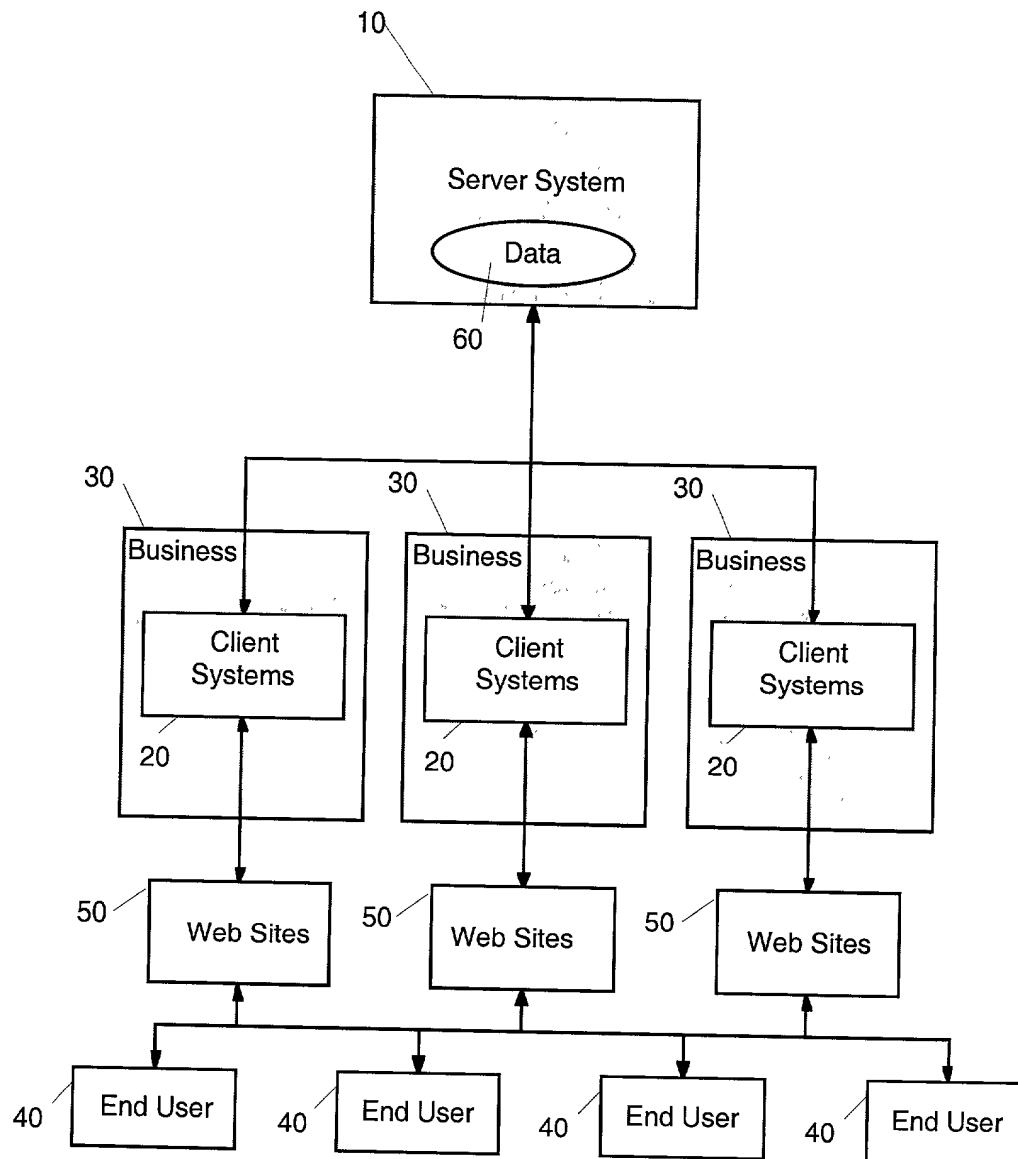 10
Server System
Data
60
30
30
30
Business
Business
Business
Client
Systems
Client
Systems
Client
Systems
20
20
20
50
Web Sites
50
Web Sites
50
Web Sites
40
End User
40
End User
40
End User
40
End User